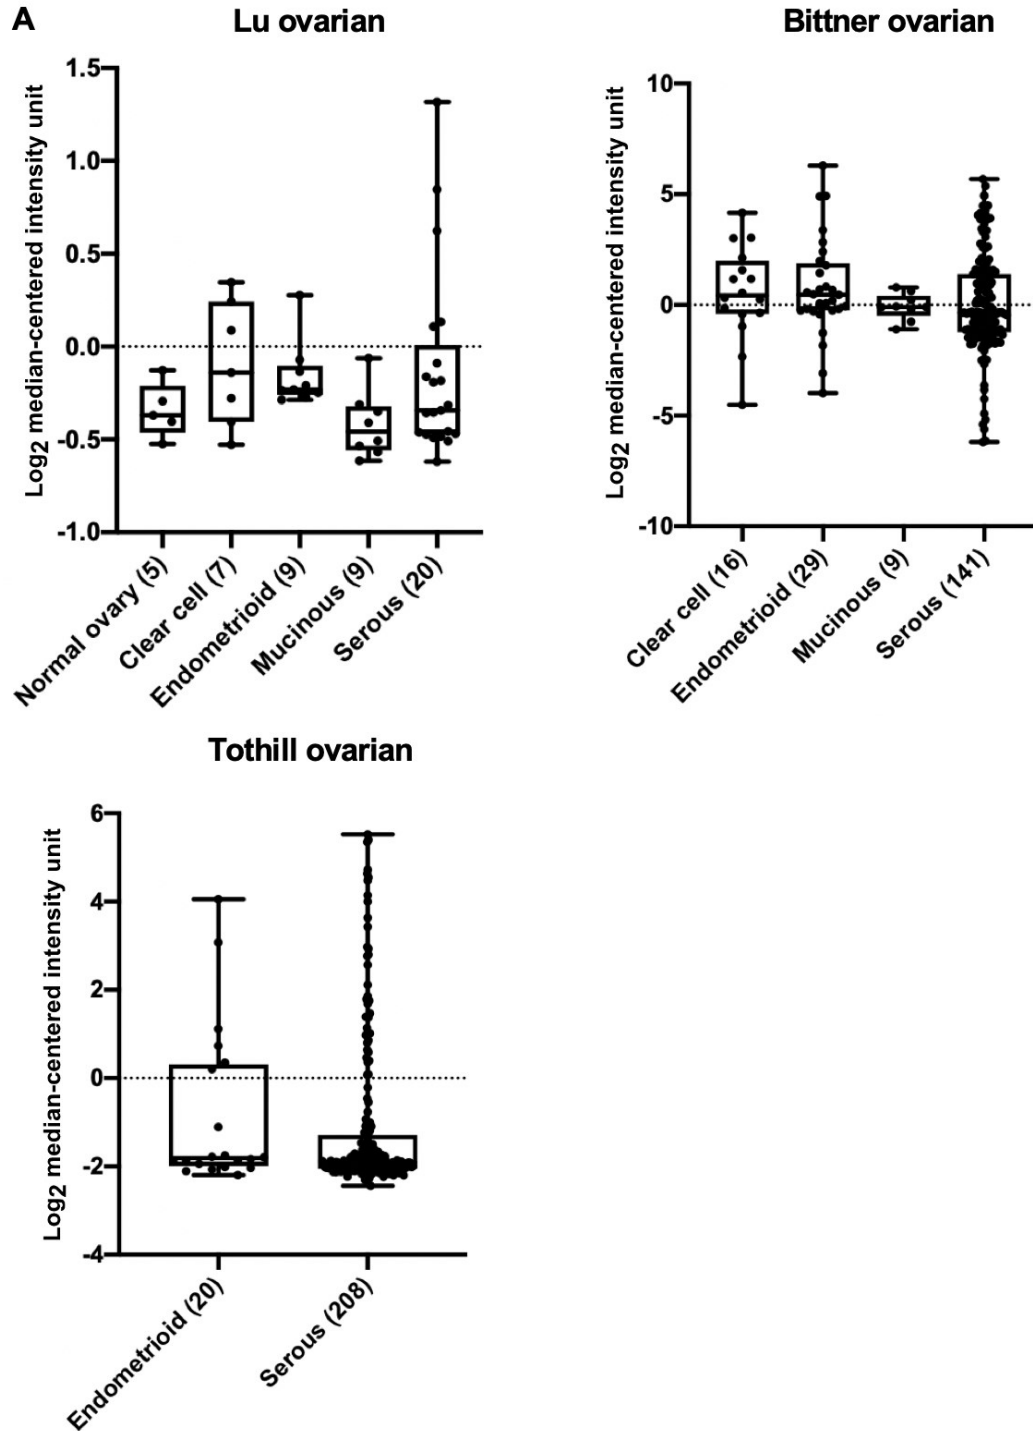 A
Lu ovarian
Log2 median-centered intensity unit
1.5
1.0
0.5
0.0
-0.5
-1.0
Normal ovary (5)
Clear cell (7)
Endometrioid (9)
Mucinous (9)
Serous (20)
Bittner ovarian
Log2 median-centered intensity unit
10
5
0
-5
-10
Clear cell (16)
Endometrioid (29)
Mucinous (9)
Serous (141)
Tothill ovarian
Log2 median-centered intensity unit
6
4
2
0
-2
-4
Endometrioid (20)
Serous (208)